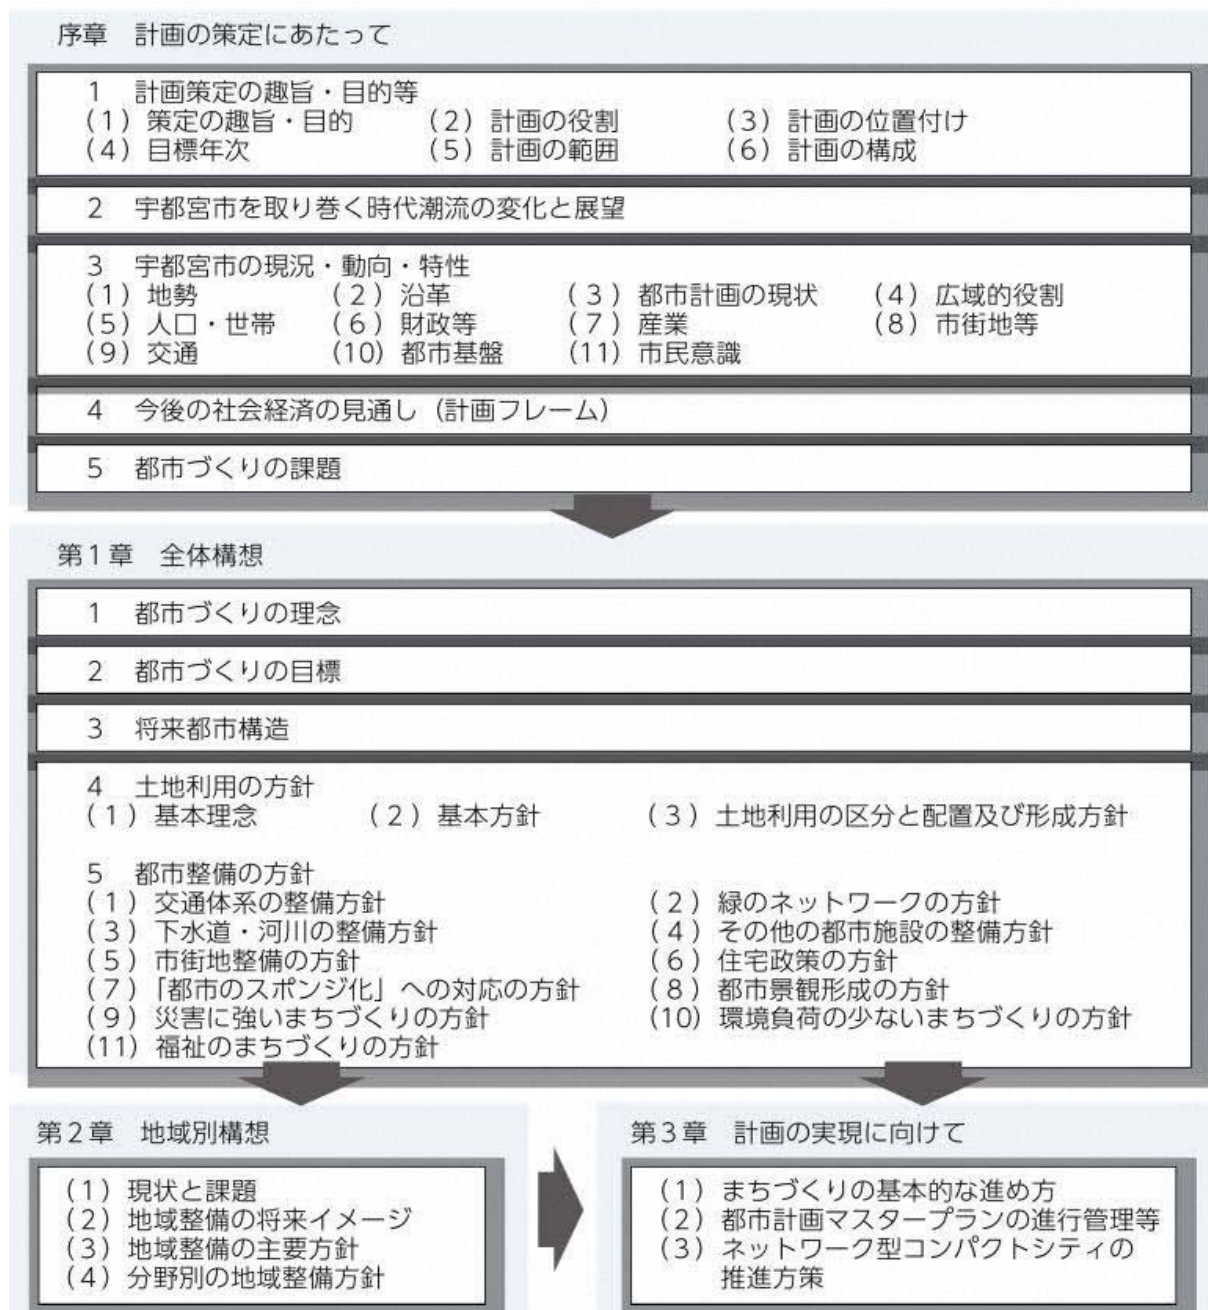 序章　計画の策定にあたって
1　計画策定の趣旨・目的等
(1) 策定の趣旨・目的　(2) 計画の役割　(3) 計画の位置付け
(4) 目標年次　(5) 計画の範囲　(6) 計画の構成
2　宇都宮市を取り巻く時代潮流の変化と展望
3　宇都宮市の現況・動向・特性
(1) 地勢　(2) 沿革　(3) 都市計画の現状　(4) 広域的役割
(5) 人口・世帯　(6) 財政等　(7) 産業　(8) 市街地等
(9) 交通　(10) 都市基盤　(11) 市民意識
4　今後の社会経済の見通し（計画フレーム）
5　都市づくりの課題
第1章　全体構想
1　都市づくりの理念
2　都市づくりの目標
3　将来都市構造
4　土地利用の方針
(1) 基本理念　(2) 基本方針　(3) 土地利用の区分と配置及び形成方針
5　都市整備の方針
(1) 交通体系の整備方針　(2) 緑のネットワークの方針
(3) 下水道・河川の整備方針　(4) その他の都市施設の整備方針
(5) 市街地整備の方針　(6) 住宅政策の方針
(7)「都市のスポンジ化」への対応の方針　(8) 都市景観形成の方針
(9) 災害に強いまちづくりの方針　(10) 環境負荷の少ないまちづくりの方針
(11) 福祉のまちづくりの方針
第2章　地域別構想
(1) 現状と課題
(2) 地域整備の将来イメージ
(3) 地域整備の主要方針
(4) 分野別の地域整備方針
第3章　計画の実現に向けて
(1) まちづくりの基本的な進め方
(2) 都市計画マスタープランの進行管理等
(3) ネットワーク型コンパクトシティの
推進方策